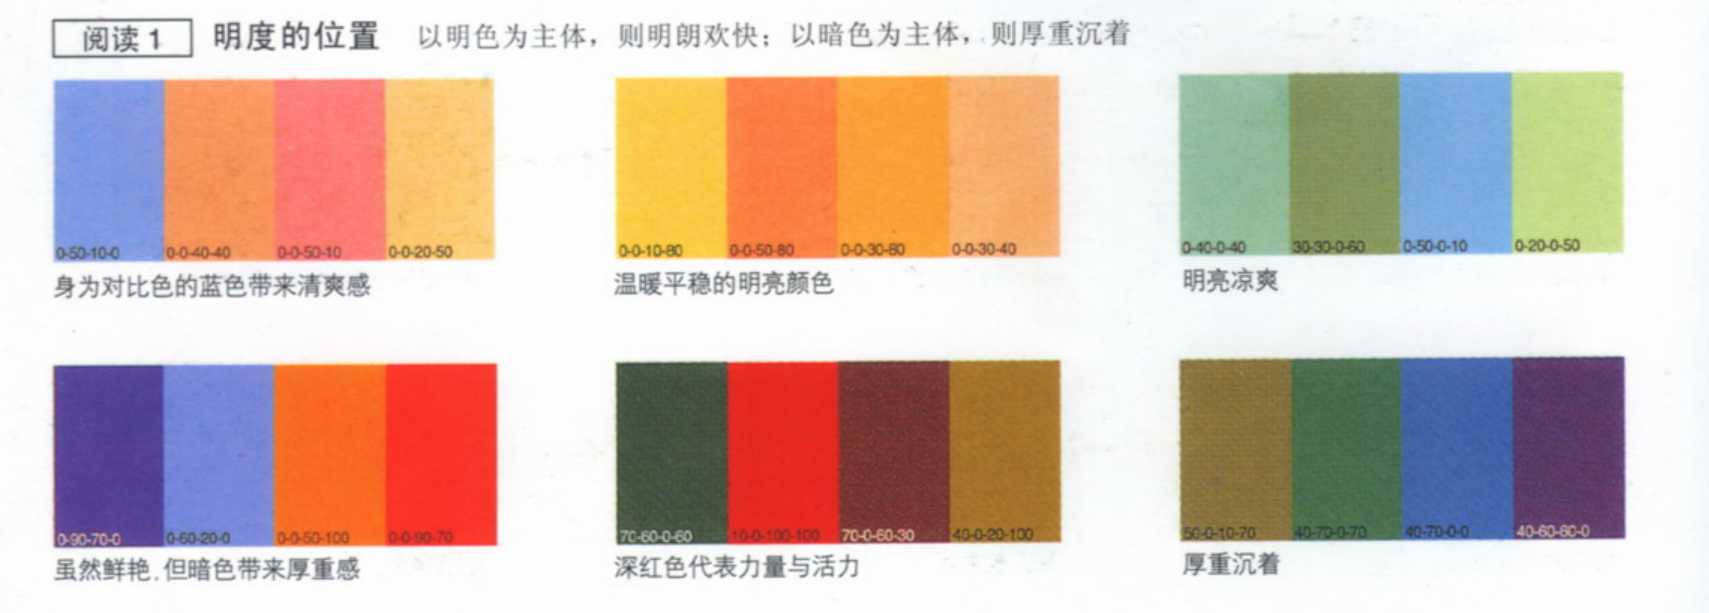 阅读1 明度的位置 以明色为主体，则明朗欢快；以暗色为主体，则厚重沉着
0-50-10-0 0-0-40-40 0-0-50-10 0-0-20-50
0-0-10-80 0-0-50-80 0-0-30-80 0-0-30-40
0-40-0-40 30-30-0-60 0-50-0-10 0-20-0-50
身为对比色的蓝色带来清爽感
温暖平稳的明亮颜色
明亮凉爽
0-90-70-0 0-60-20-0 0-0-50-100 0-0-90-70
70-60-0-60 10-0-100-100 70-0-60-30 40-0-20-100
50-0-10-70 40-70-0-70 40-70-0-0 40-60-60-0
虽然鲜艳，但暗色带来厚重感
深红色代表力量与活力
厚重沉着